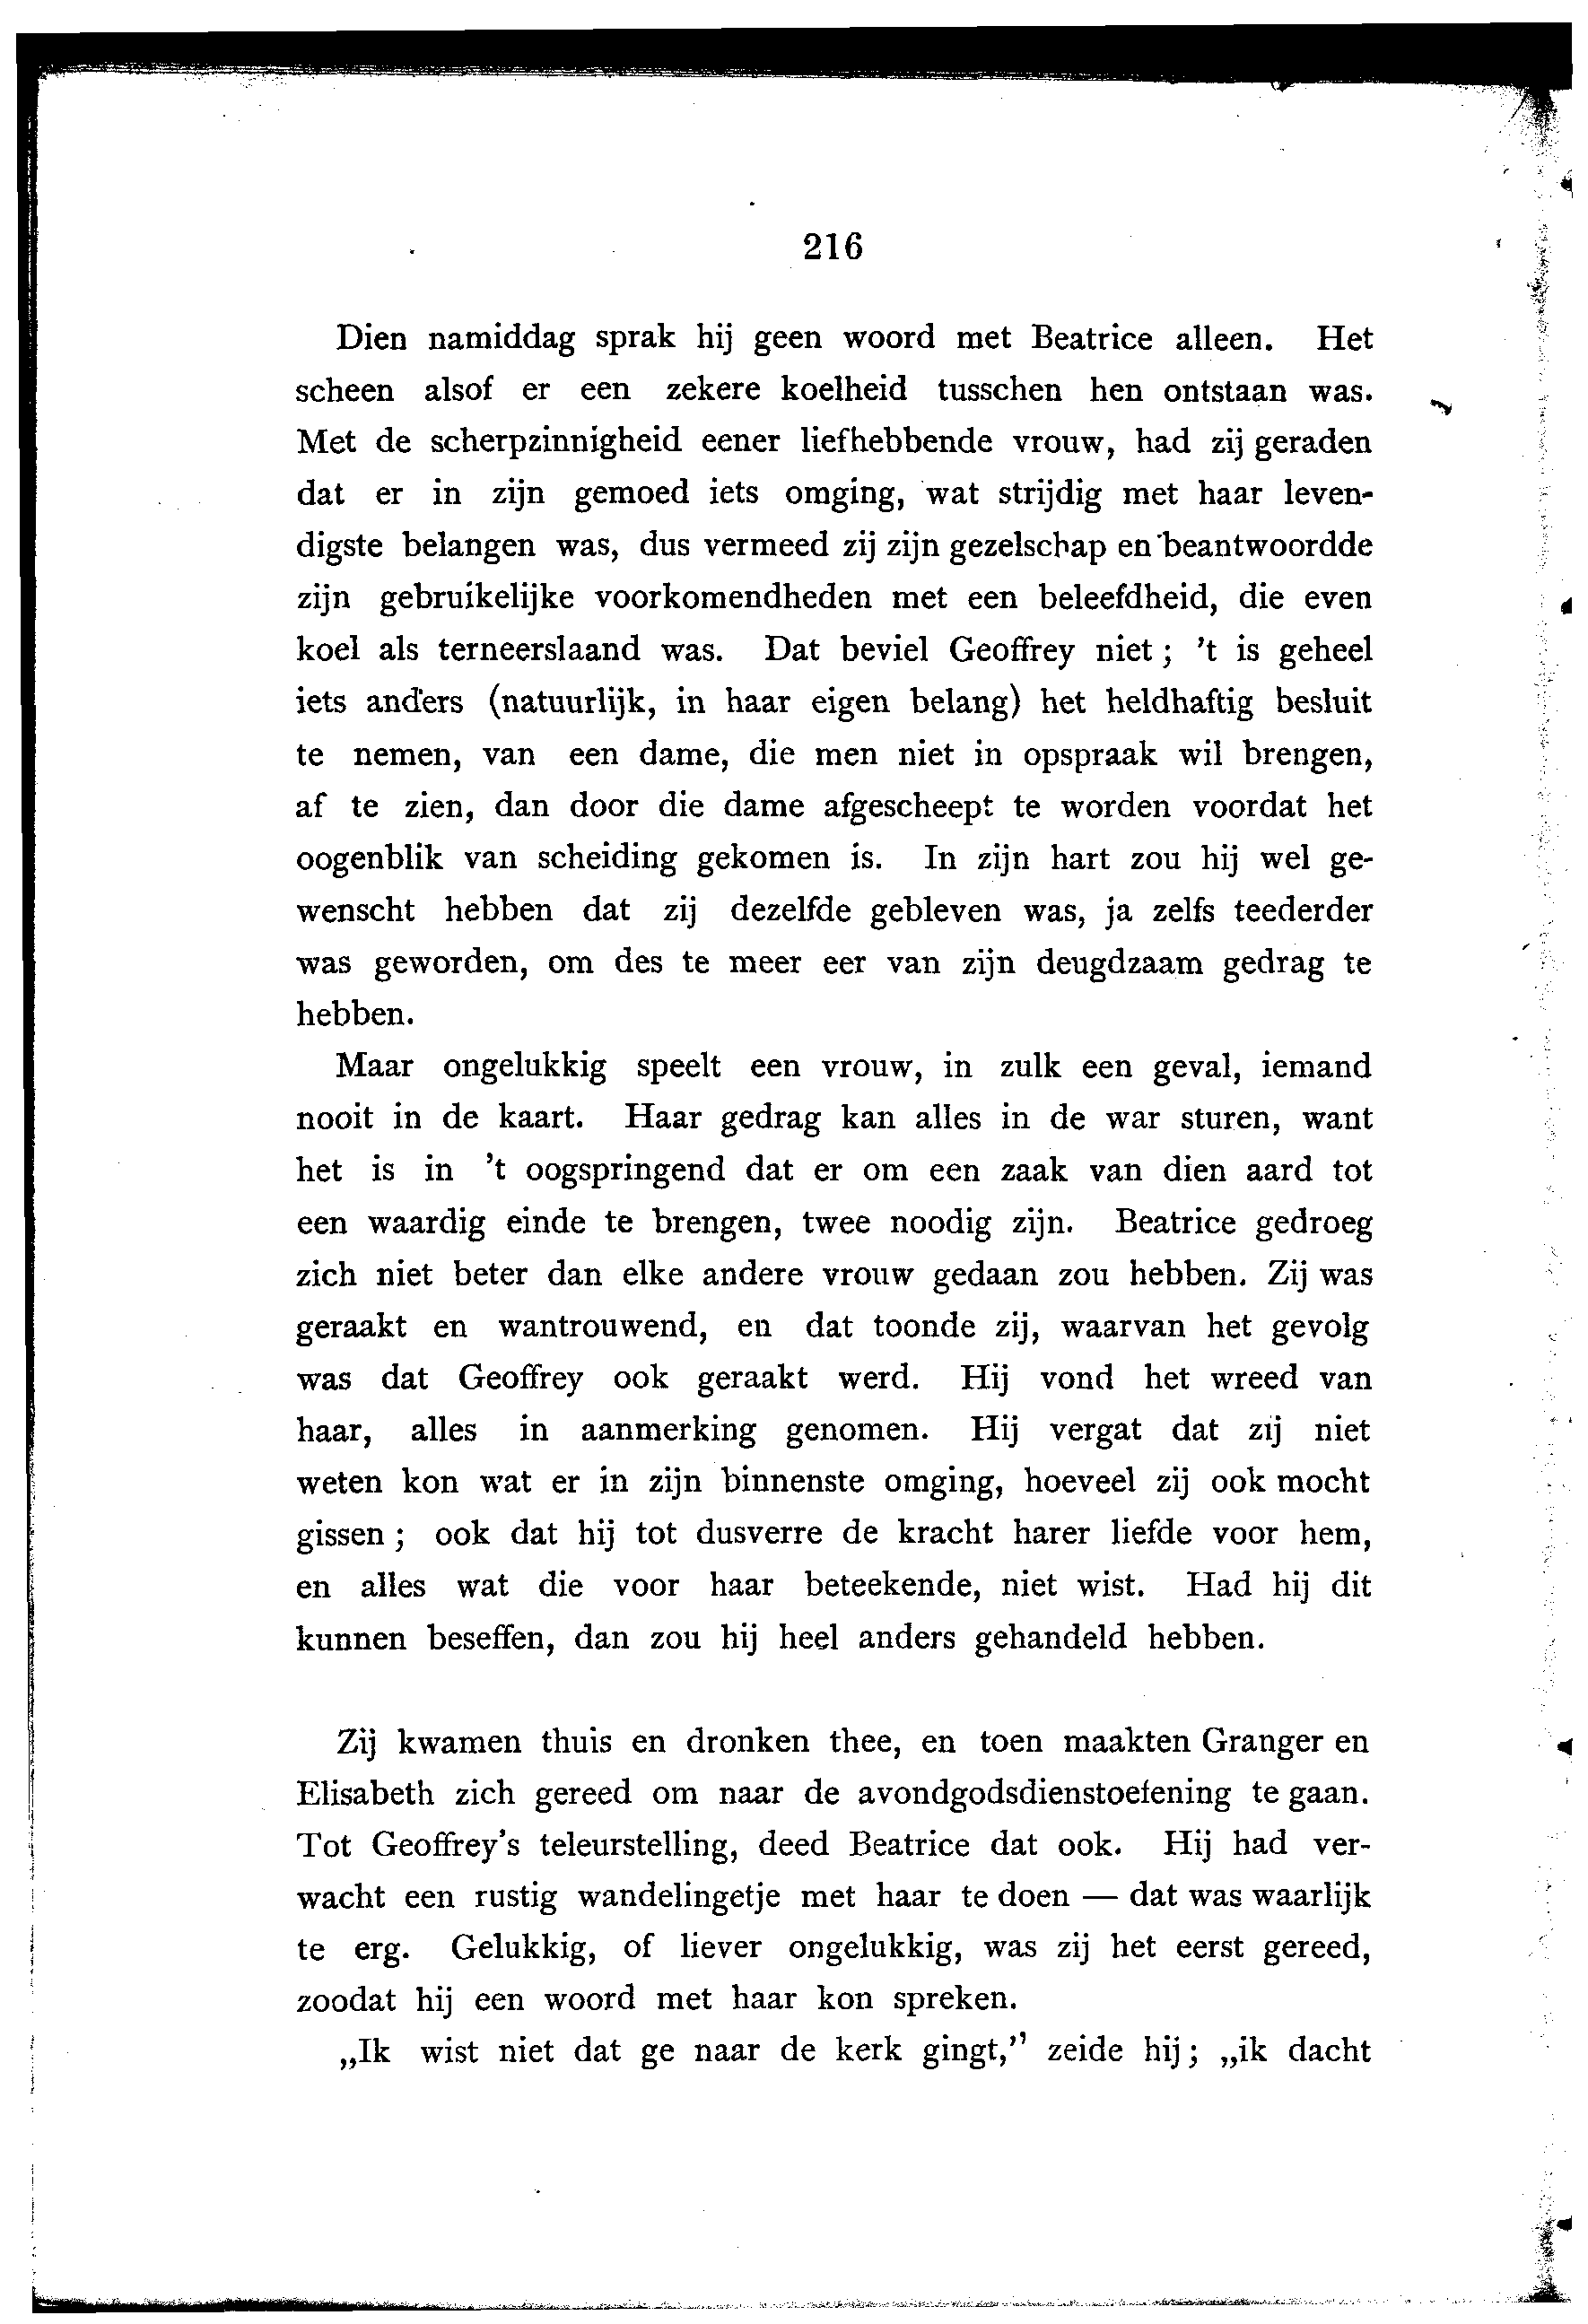 216
Dien namiddag sprak hij geen woord met Beatrice alleen. Het
scheen alsof er een zekere koelheid tusschen hen ontstaan was.
Met de scherpzinnigheid eener liefhebbende vrouw, had zij geraden
dat er in zijn gemoed iets omging, wat strijdig met haar leven-
digste belangen was, dus vermeed zij zijn gezelschap en beantwoordde
zijn gebruikelijke voorkomendheden met een beleefdheid, die even
koel als terneerslaand was. Dat beviel Geoffrey niet; 't is geheel
iets anders (natuurlijk, in haar eigen belang) het heldhaftig besluit
te nemen, van een dame, die men niet in opspraak wil brengen,
af te zien, dan door die dame afgescheept te worden voordat het
oogenblik van scheiding gekomen is. In zijn hart zou hij wel ge-
wenscht hebben dat zij dezelfde gebleven was, ja zelfs teederder
was geworden, om des te meer eer van zijn deugdzaam gedrag te
hebben.
Maar ongelukkig speelt een vrouw, in zulk een geval, iemand
nooit in de kaart. Haar gedrag kan alles in de war sturen, want
het is in 't oogspringend dat er om een zaak van dien aard tot
een waardig einde te brengen, twee noodig zijn. Beatrice gedroeg
zich niet beter dan elke andere vrouw gedaan zou hebben. Zij was
geraakt en wantrouwend, en dat toonde zij, waarvan het gevolg
was dat Geoffrey ook geraakt werd. Hij vond het wreed van
haar, alles in aanmerking genomen. Hij vergat dat zij niet
weten kon wat er in zijn binnenste omging, hoeveel zij ook mocht
gissen; ook dat hij tot dusverre de kracht harer liefde voor hem,
en alles wat die voor haar beteekende, niet wist. Had hij dit
kunnen beseffen, dan zou hij heel anders gehandeld hebben.
Zij kwamen thuis en dronken thee, en toen maakten Granger en
Elisabeth zich gereed om naar de avondgodsdienstoefening te gaan.
Tot Geoffrey's teleurstelling, deed Beatrice dat ook. Hij had ver-
wacht een rustig wandelingetje met haar te doen — dat was waarlijk
te erg. Gelukkig, of liever ongelukkig, was zij het eerst gereed,
zoodat hij een woord met haar kon spreken.
„Ik wist niet dat ge naar de kerk gingt,” zeide hij; „ik dacht